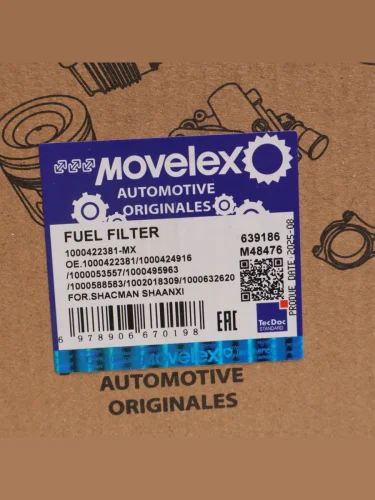 Movelex
AUTOMOTIVE
ORIGINALES
FUEL FILTER
1000422381-MX
OE.1000422381/1000424916
/1000053557/1000495963
/1000588583/1002018309/1000632620
FOR.SHACMAN SHAANXI
639186
M48476
PRODUE DATE:2025-08
6 978906 670198
EAC
TecDoc
STANDARD
Movelex
AUTOMOTIVE
ORIGINALES